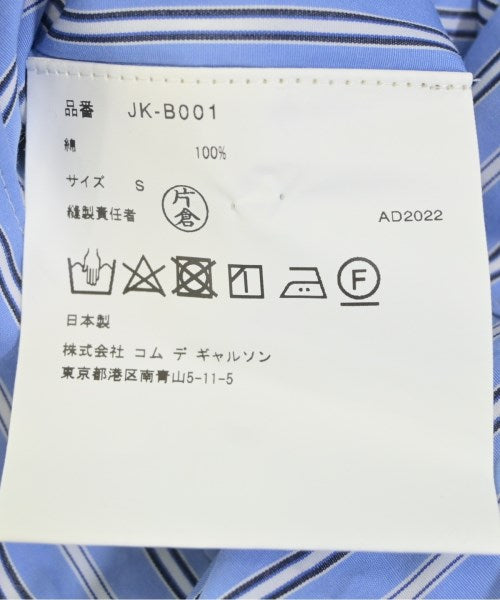 品番 JK-B001
綿 100%
サイズ S
縫製責任者 片倉 AD2022
F
日本製
株式会社 コム デ ギャルソン
東京都港区南青山5-11-5